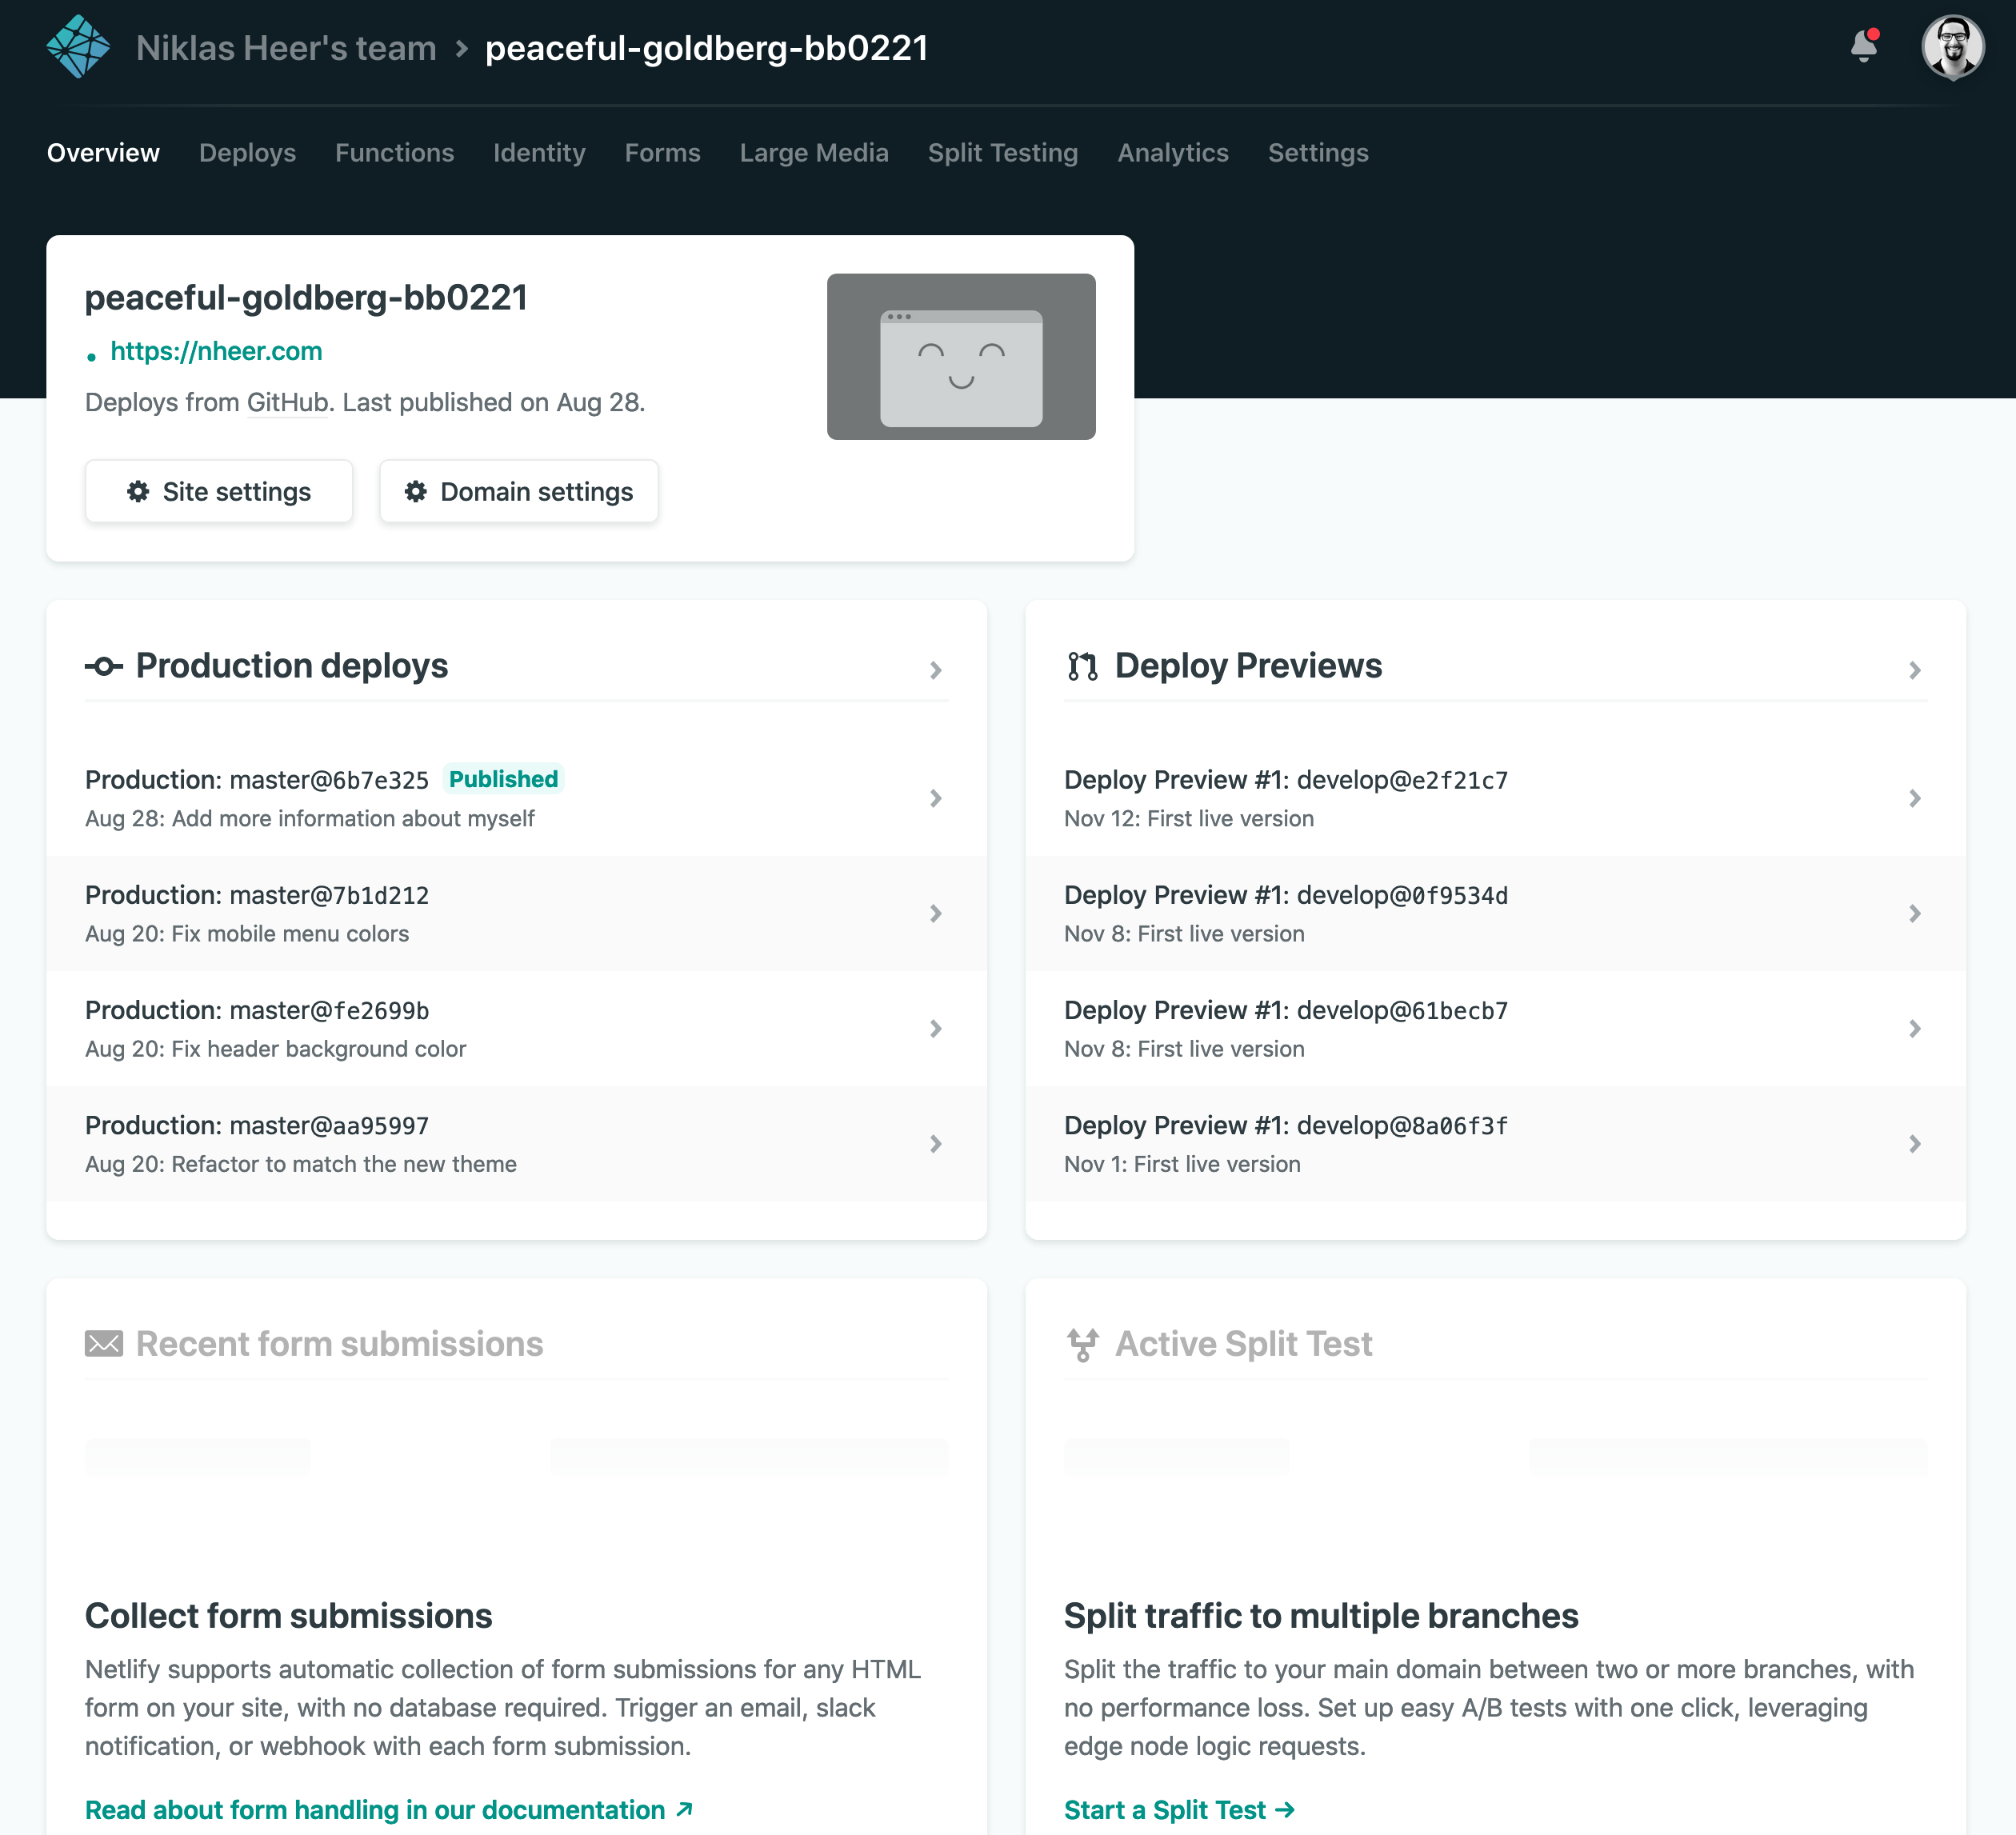 Niklas Heer's team > peaceful-goldberg-bb0221
Overview Deploys Functions Identity Forms Large Media Split Testing Analytics Settings
peaceful-goldberg-bb0221
https://nheer.com
Deploys from GitHub. Last published on Aug 28.
Site settings Domain settings
Production deploys
Production: master@6b7e325 Published
Aug 28: Add more information about myself
Production: master@7b1d212
Aug 20: Fix mobile menu colors
Production: master@fe2699b
Aug 20: Fix header background color
Production: master@aa95997
Aug 20: Refactor to match the new theme
Deploy Previews
Deploy Preview #1: develop@e2f21c7
Nov 12: First live version
Deploy Preview #1: develop@0f9534d
Nov 8: First live version
Deploy Preview #1: develop@61becb7
Nov 8: First live version
Deploy Preview #1: develop@8a06f3f
Nov 1: First live version
Recent form submissions
Collect form submissions
Netlify supports automatic collection of form submissions for any HTML
form on your site, with no database required. Trigger an email, slack
notification, or webhook with each form submission.
Read about form handling in our documentation ↗
Active Split Test
Split traffic to multiple branches
Split the traffic to your main domain between two or more branches, with
no performance loss. Set up easy A/B tests with one click, leveraging
edge node logic requests.
Start a Split Test →